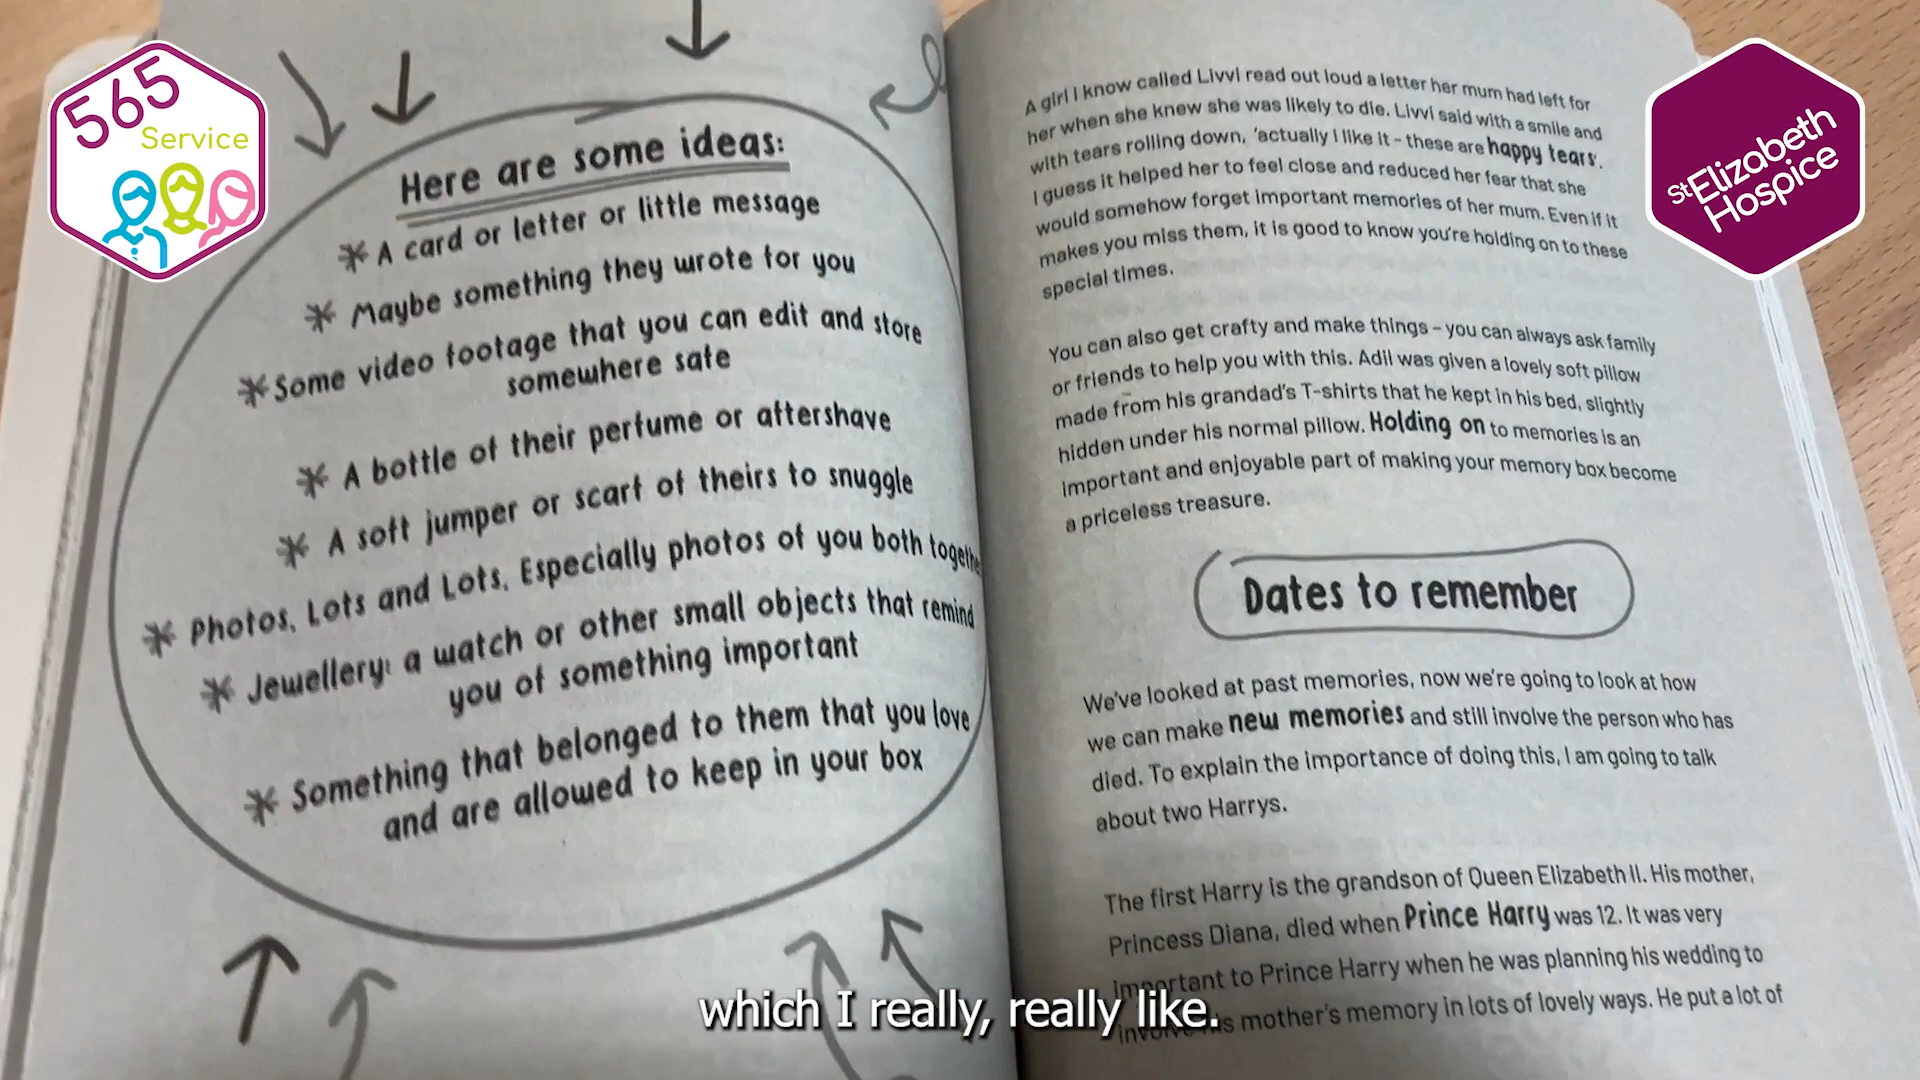 565
Service
Here are some ideas:
* A card or letter or little message
* Maybe something they wrote for you
* Some video footage that you can edit and store
somewhere safe
* A bottle of their perfume or aftershave
* A soft jumper or scarf of theirs to snuggle
* Photos, Lots and Lots, Especially photos of you both
* Jewellery: a watch or other small objects that remind
you of something important
* Something that belonged to them that you love
and are allowed to keep in your box
A girl I know called Livvi read out loud a letter her mum had left for
her when she knew she was likely to die. Livvi said with a smile and
with tears rolling down, ‘actually I like it – these are happy tears’.
I guess it helped her to feel close and reduced her fear that she
would somehow forget important memories of her mum. Even if it
makes you miss them, it is good to know you’re holding on to these
special times.
You can also get crafty and make things – you can always ask family
or friends to help you with this. Adil was given a lovely soft pillow
made from his grandad’s T-shirts that he kept in his bed, slightly
hidden under his normal pillow. Holding on to memories is an
important and enjoyable part of making your memory box become
a priceless treasure.
Dates to remember
We’ve looked at past memories, now we’re going to look at how
we can make new memories and still involve the person who has
died. To explain the importance of doing this, I am going to talk
about two Harrys.
The first Harry is the grandson of Queen Elizabeth II. His mother,
Princess Diana, died when Prince Harry was 12. It was very
important to Prince Harry when he was planning his wedding to
involve his mother’s memory in lots of lovely ways. He put a lot of
St Elizabeth
Hospice
which I really, really like.